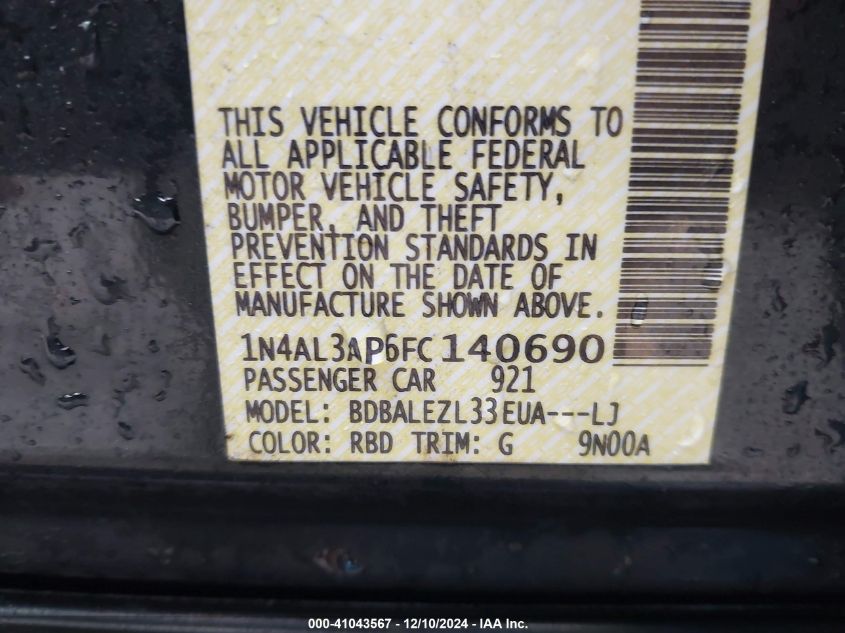 THIS VEHICLE CONFORMS TO
ALL APPLICABLE FEDERAL
MOTOR VEHICLE SAFETY,
BUMPER, AND THEFT
PREVENTION STANDARDS IN
EFFECT ON THE DATE OF
MANUFACTURE SHOWN ABOVE.
1N4AL3AP6FC140690
PASSENGER CAR 921
MODEL: BDBALEZL33EUA---LJ
COLOR: RBD TRIM: G 9N00A
000-41043567 - 12/10/2024 - IAA Inc.